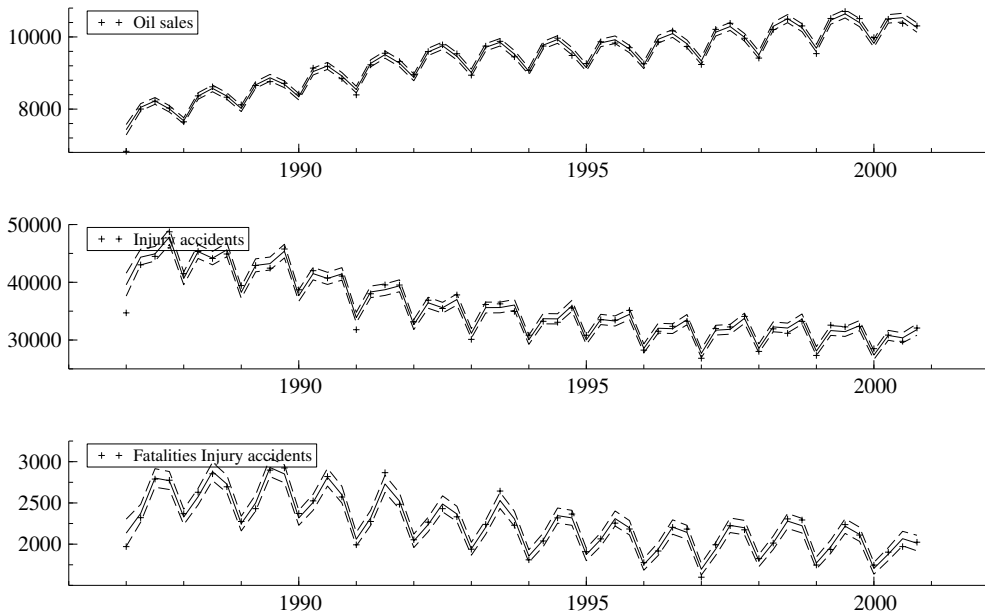 + + Oil sales
10000
8000
1990 1995 2000
50000
+ + Injury accidents
40000
30000
1990 1995 2000
+ + Fatalities Injury accidents
3000
2500
2000
1990 1995 2000